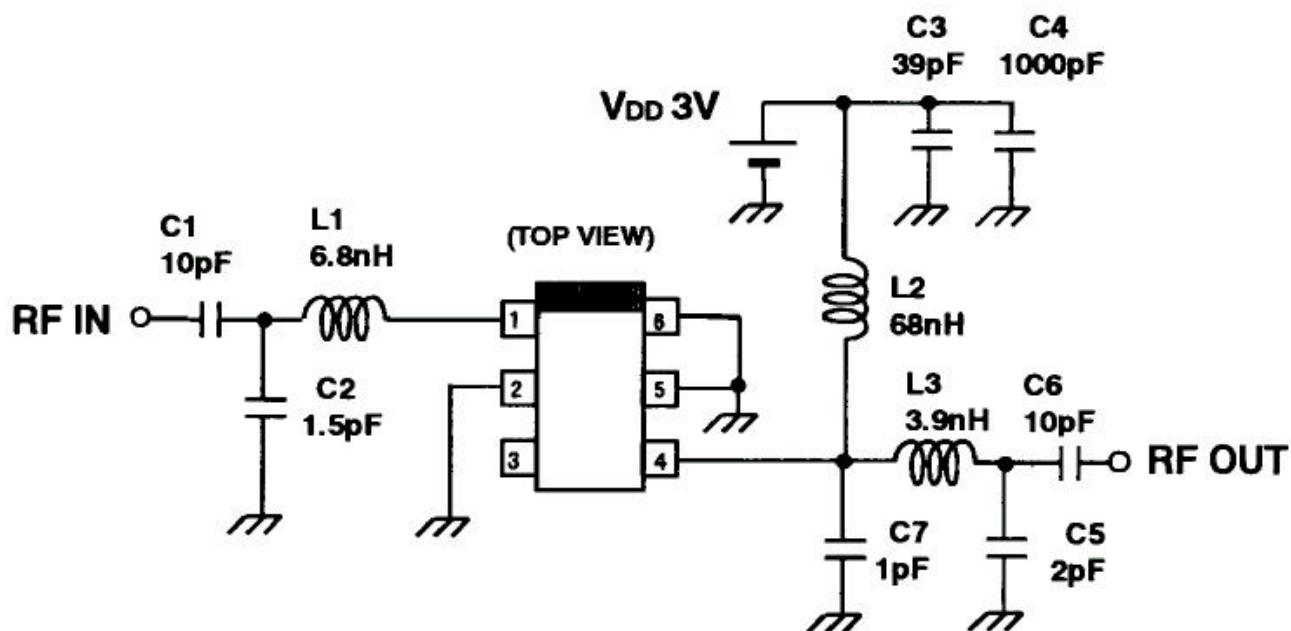 C3
39pF
C4
1000pF
VDD 3V
C1
10pF
L1
6.8nH
(TOP VIEW)
L2
68nH
RF IN
1
6
C2
1.5pF
2
5
L3
3.9nH
C6
10pF
3
4
RF OUT
C7
1pF
C5
2pF